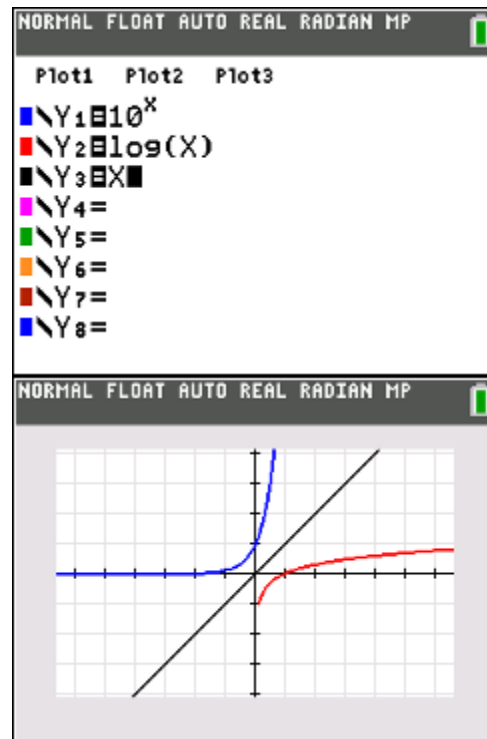 NORMAL FLOAT AUTO REAL RADIAN MP
Plot1 Plot2 Plot3
\Y₁=10ˣ
\Y₂=log(X)
\Y₃=X
\Y₄=
\Y₅=
\Y₆=
\Y₇=
\Y₈=
NORMAL FLOAT AUTO REAL RADIAN MP